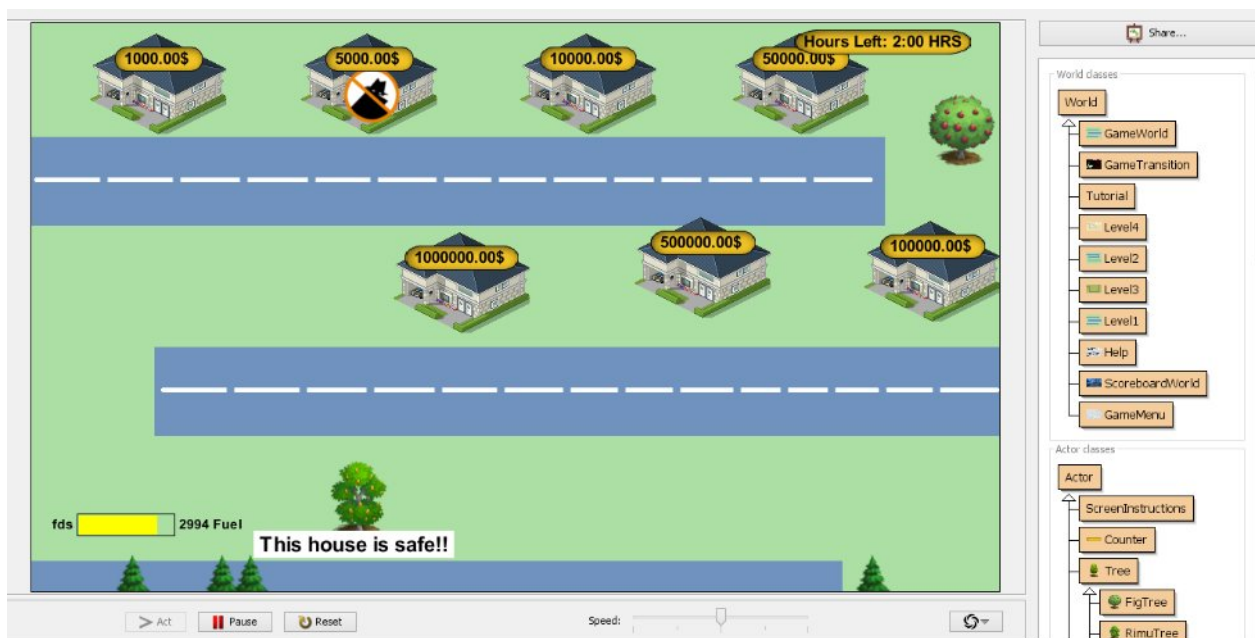 Hours Left: 2:00 HRS
1000.00$
5000.00$
10000.00$
50000.00$
1000000.00$
500000.00$
100000.00$
fds
2994 Fuel
This house is safe!!
Act
Pause
Reset
Speed:
Share...
World classes
World
GameWorld
GameTransition
Tutorial
Level4
Level2
Level3
Level1
Help
ScoreboardWorld
GameMenu
Actor classes
Actor
ScreenInstructions
Counter
Tree
FigTree
RimuTree